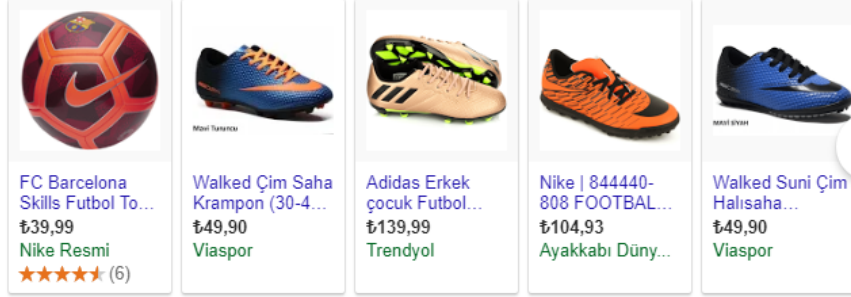 Mavi Turuncu
MAVİ SİYAH
FC Barcelona
Skills Futbol To...
₺39,99
Nike Resmi
(6)
Walked Çim Saha
Krampon (30-4...
₺49,90
Viaspor
Adidas Erkek
çocuk Futbol...
₺139,99
Trendyol
Nike | 844440-
808 FOOTBAL...
₺104,93
Ayakkabı Düny...
Walked Suni Çim
Halısaha...
₺49,90
Viaspor